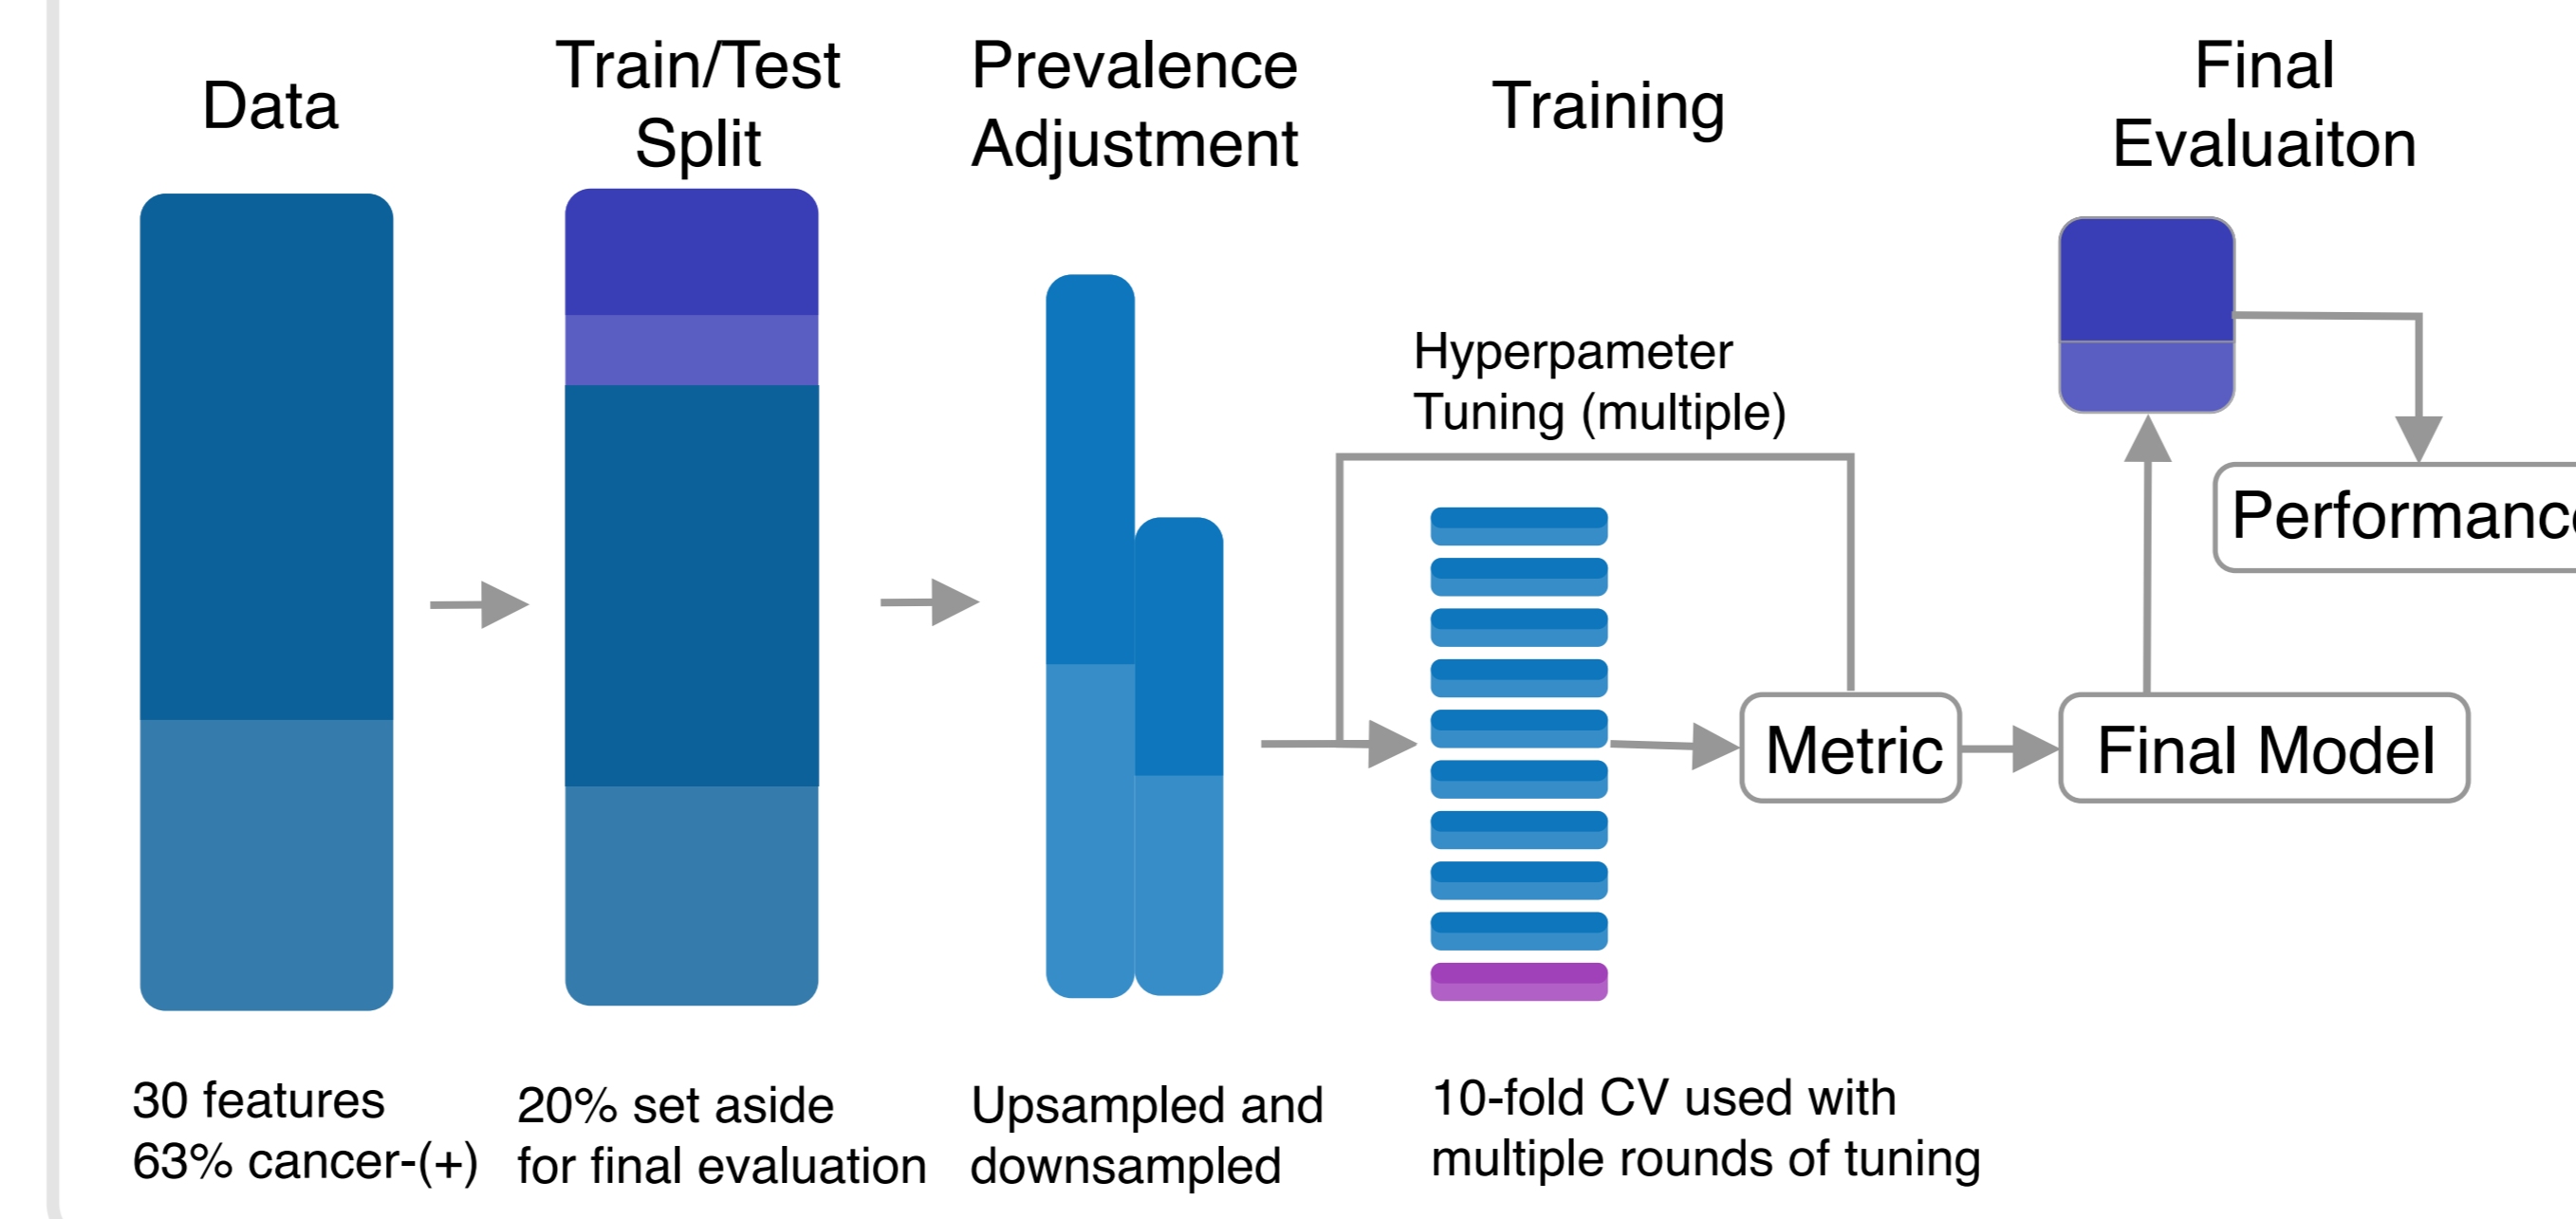 Data
Train/Test
Split
Prevalence
Adjustment
Training
Final
Evaluaiton
Hyperpameter
Tuning (multiple)
Performanc
Metric
Final Model
30 features
63% cancer-(+)
20% set aside
for final evaluation
Upsampled and
downsampled
10-fold CV used with
multiple rounds of tuning